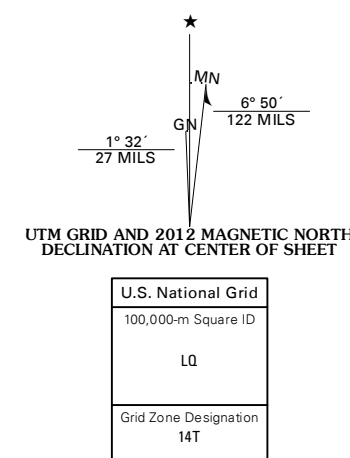 MN
6° 50´
122 MILS
GN
1° 32´
27 MILS
UTM GRID AND 2012 MAGNETIC NORTH
DECLINATION AT CENTER OF SHEET
U.S. National Grid
100,000-m Square ID
LQ
Grid Zone Designation
14T